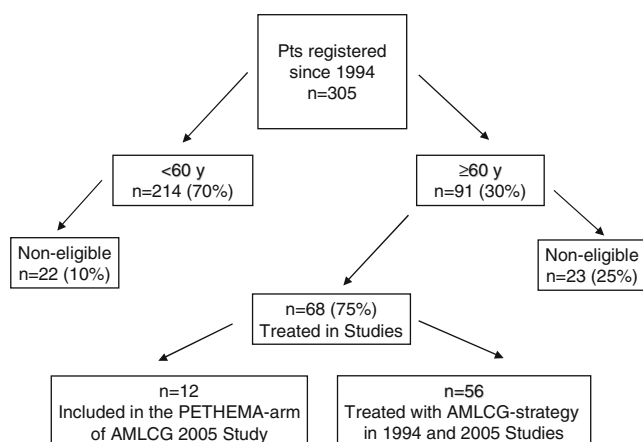 Pts registered
since 1994
n=305
<60 y
n=214 (70%)
≥60 y
n=91 (30%)
Non-eligible
n=22 (10%)
Non-eligible
n=23 (25%)
n=68 (75%)
Treated in Studies
n=12
Included in the PETHEMA-arm
of AMLCG 2005 Study
n=56
Treated with AMLCG-strategy
in 1994 and 2005 Studies